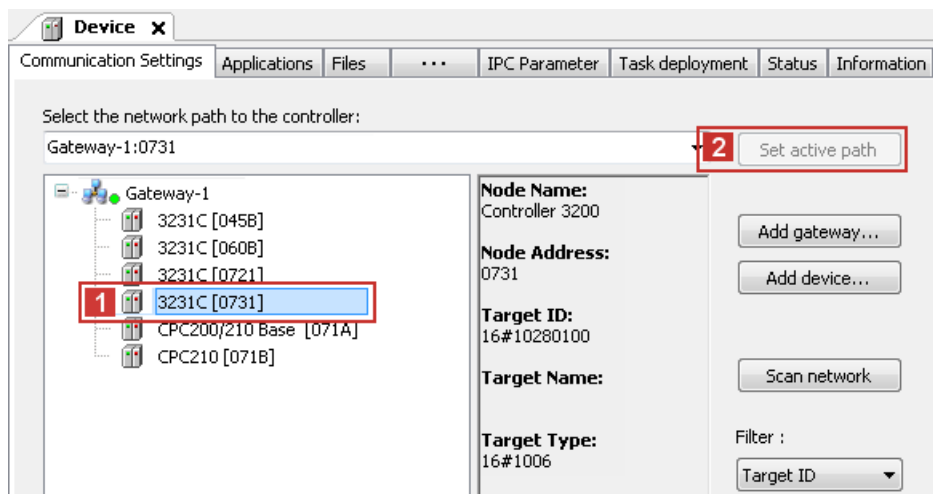 Device X
Communication Settings Applications Files ... IPC Parameter Task deployment Status Information
Select the network path to the controller:
Gateway-1:0731
2 Set active path
Gateway-1
3231C [045B]
3231C [060B]
3231C [0721]
1 3231C [0731]
CPC200/210 Base [071A]
CPC210 [071B]
Node Name:
Controller 3200
Node Address:
0731
Target ID:
16#10280100
Target Name:
Target Type:
16#1006
Add gateway...
Add device...
Scan network
Filter :
Target ID